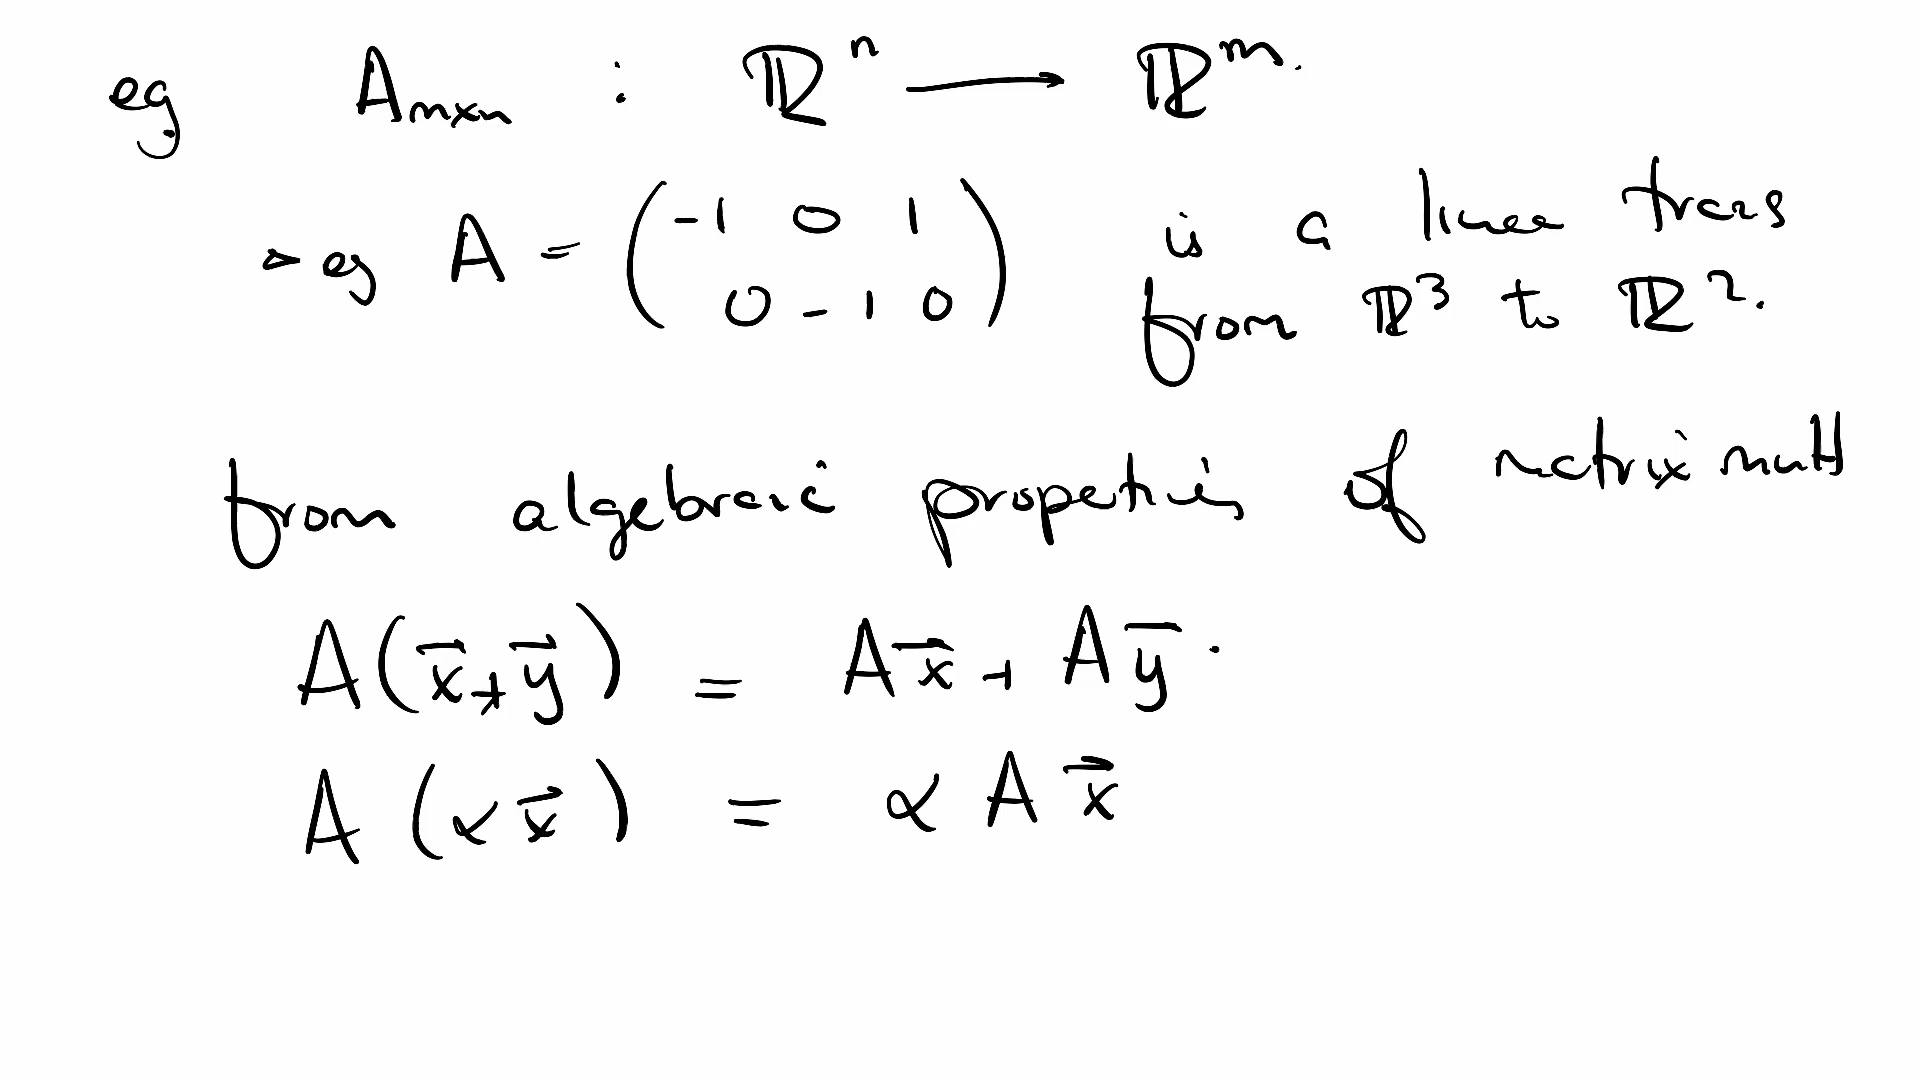 eg A_{m×n} : ℝ^n ⟶ ℝ^m.
→ eg A = ( -1 0 1 ; 0 -1 0 ) is a linear trans
from ℝ^3 to ℝ^2.
from algebraic properties of matrix mult
A(x⃗+y⃗) = Ax⃗ + Ay⃗.
A(αx⃗) = αAx⃗